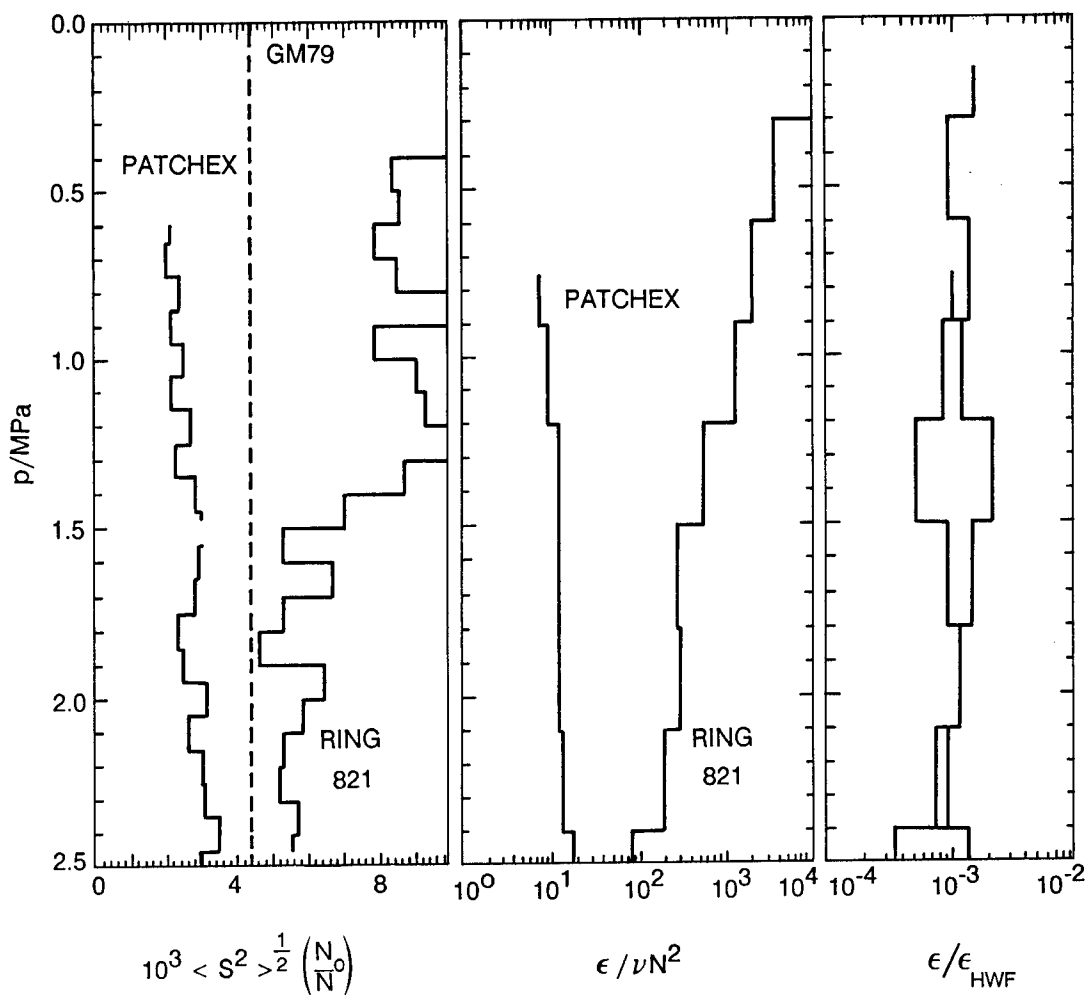 0.0
0.5
1.0
1.5
2.0
2.5
p/MPa
GM79
PATCHEX
RING
821
0 4 8
10³ < S² >^½ (N₀/N)
PATCHEX
RING
821
10⁰ 10¹ 10² 10³ 10⁴
ϵ/νN²
10⁻⁴ 10⁻³ 10⁻²
ϵ/ϵ_HWF